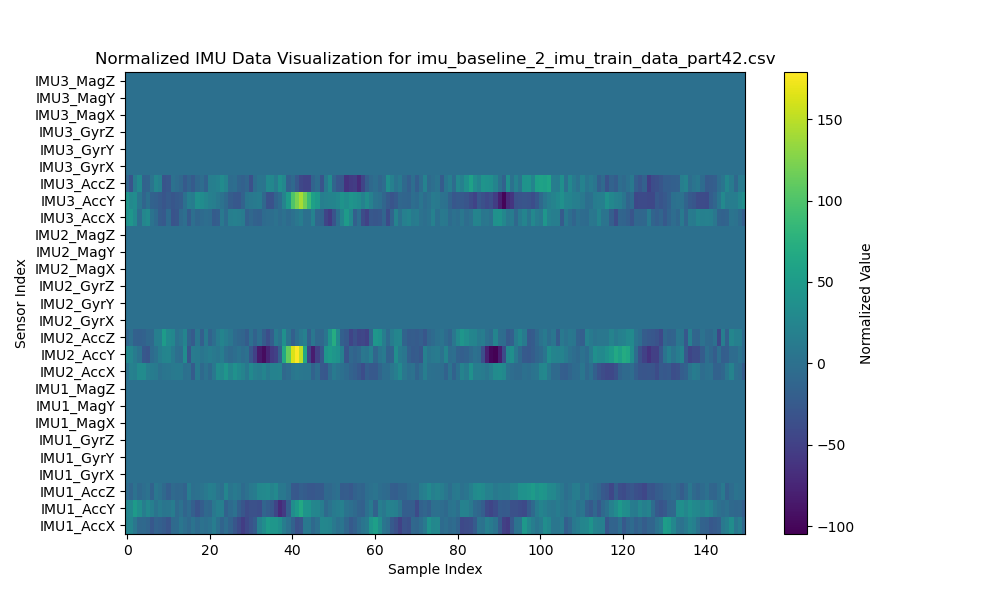 Normalized IMU Data Visualization for imu_baseline_2_imu_train_data_part42.csv
IMU3_MagZ
IMU3_MagY
IMU3_MagX
IMU3_GyrZ
IMU3_GyrY
IMU3_GyrX
IMU3_AccZ
IMU3_AccY
IMU3_AccX
IMU2_MagZ
IMU2_MagY
IMU2_MagX
IMU2_GyrZ
IMU2_GyrY
IMU2_GyrX
IMU2_AccZ
IMU2_AccY
IMU2_AccX
IMU1_MagZ
IMU1_MagY
IMU1_MagX
IMU1_GyrZ
IMU1_GyrY
IMU1_GyrX
IMU1_AccZ
IMU1_AccY
IMU1_AccX
Sensor Index
0 20 40 60 80 100 120 140
Sample Index
150
100
50
0
−50
−100
Normalized Value